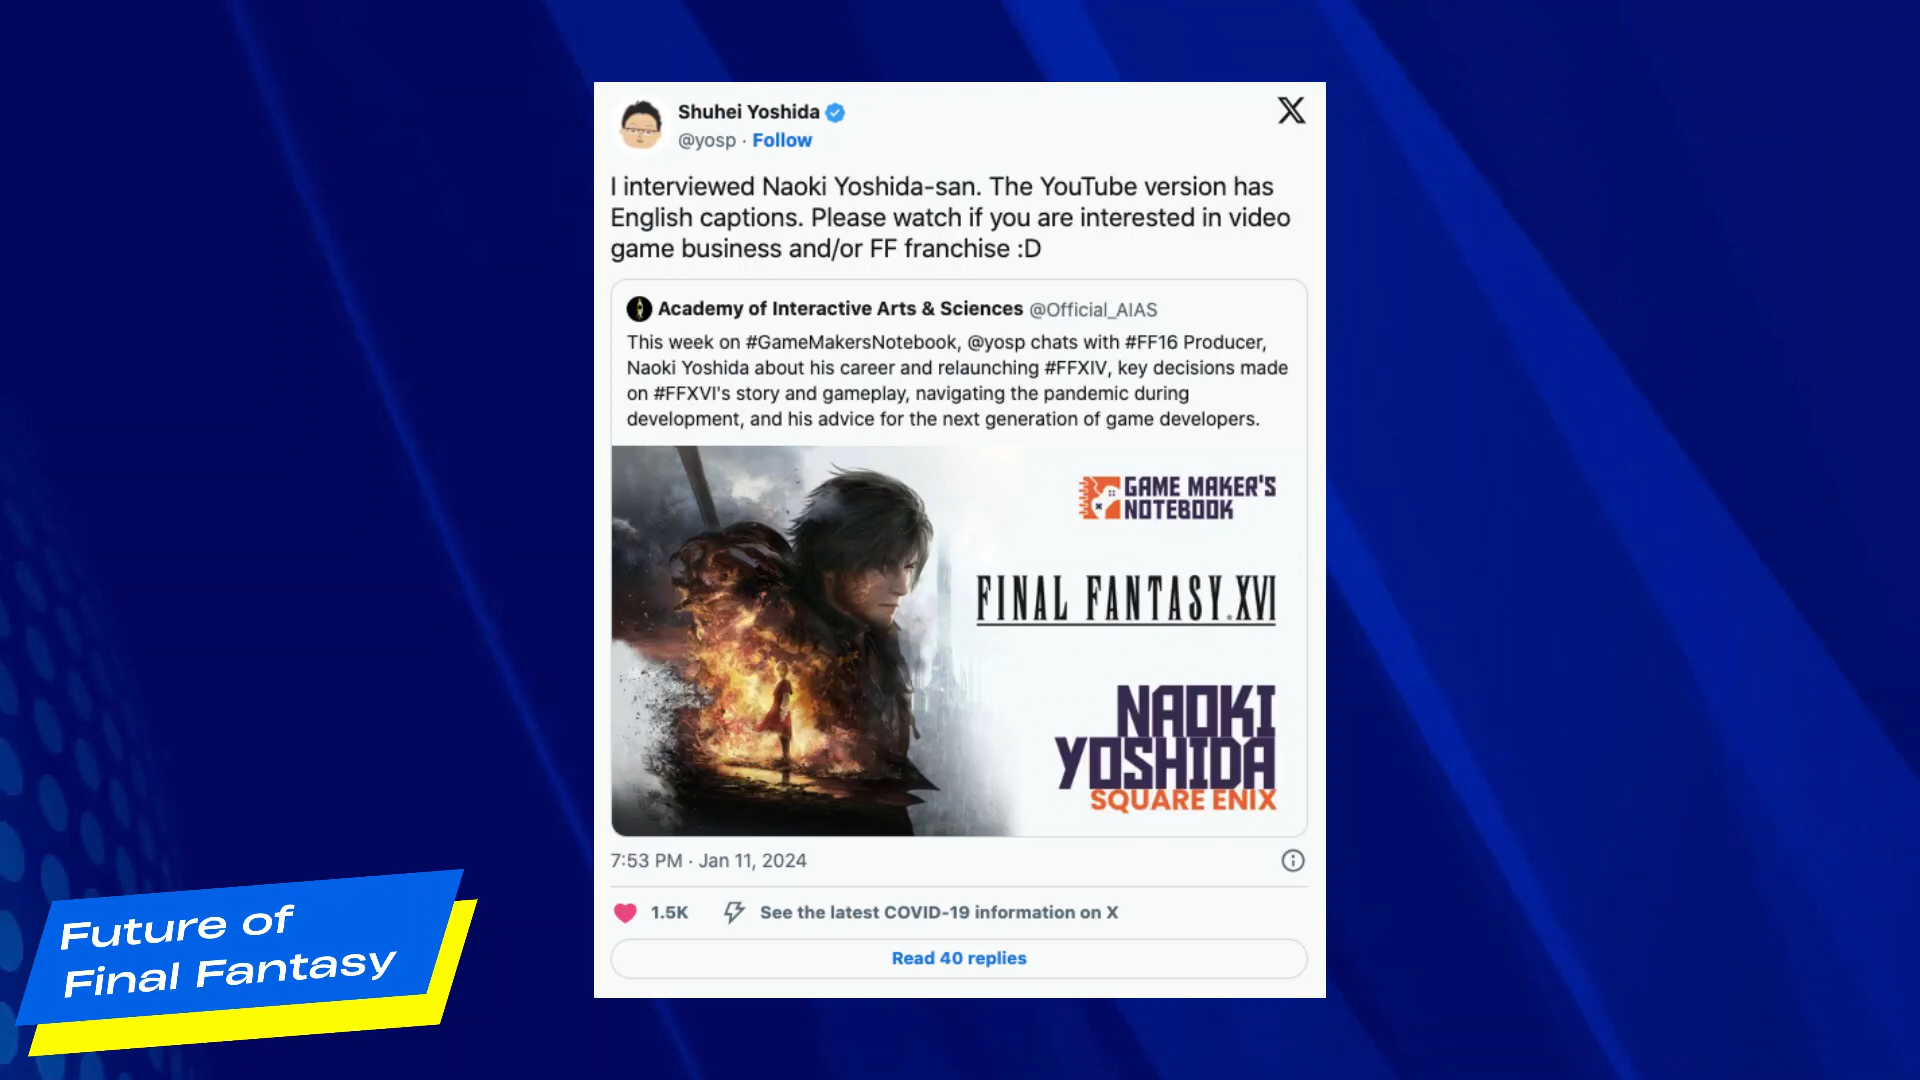 Shuhei Yoshida
@yosp · Follow
I interviewed Naoki Yoshida-san. The YouTube version has
English captions. Please watch if you are interested in video
game business and/or FF franchise :D
Academy of Interactive Arts & Sciences @Official_AIAS
This week on #GameMakersNotebook, @yosp chats with #FF16 Producer,
Naoki Yoshida about his career and relaunching #FFXIV, key decisions made
on #FFXVI's story and gameplay, navigating the pandemic during
development, and his advice for the next generation of game developers.
GAME MAKER'S
NOTEBOOK
FINAL FANTASY XVI
NAOKI
YOSHIDA
SQUARE ENIX
7:53 PM · Jan 11, 2024
1.5K See the latest COVID-19 information on X
Read 40 replies
Future of
Final Fantasy